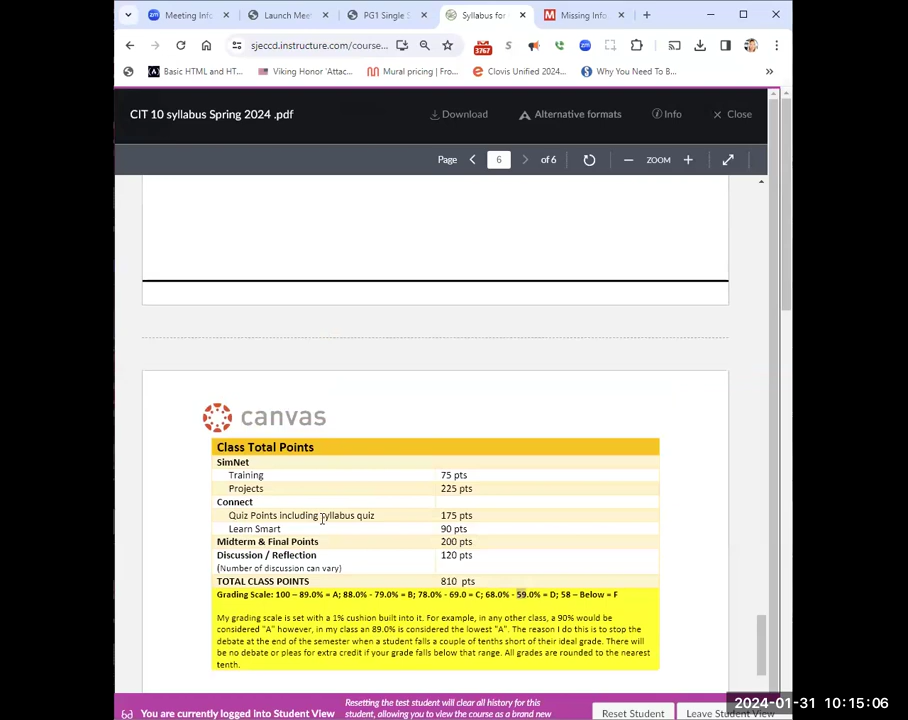 Meeting Info
Launch Mee
PG1 Single S
Syllabus for
Missing Info
sjeccd.instructure.com/course...
3767
Basic HTML and HT...
Viking Honor 'Attac...
Mural pricing | Fro...
Clovis Unified 2024...
Why You Need To B...
CIT 10 syllabus Spring 2024 .pdf
Download
Alternative formats
Info
Close
Page
6
of 6
ZOOM
canvas
Class Total Points
SimNet
Training 75 pts
Projects 225 pts
Connect
Quiz Points including syllabus quiz 175 pts
Learn Smart 90 pts
Midterm & Final Points 200 pts
Discussion / Reflection 120 pts
(Number of discussion can vary)
TOTAL CLASS POINTS 810 pts
Grading Scale: 100 – 89.0% = A; 88.0% - 79.0% = B; 78.0% - 69.0 = C; 68.0% - 59.0% = D; 58 – Below = F
My grading scale is set with a 1% cushion built into it. For example, in any other class, a 90% would be
considered "A" however, in my class an 89.0% is considered the lowest "A". The reason I do this is to stop the
debate at the end of the semester when a student falls a couple of tenths short of their ideal grade. There will
be no debate or pleas for extra credit if your grade falls below that range. All grades are rounded to the nearest
tenth.
You are currently logged into Student View
Resetting the test student will clear all history for this
student, allowing you to view the course as a brand new
Reset Student
Leave Student View
2024-01-31 10:15:06